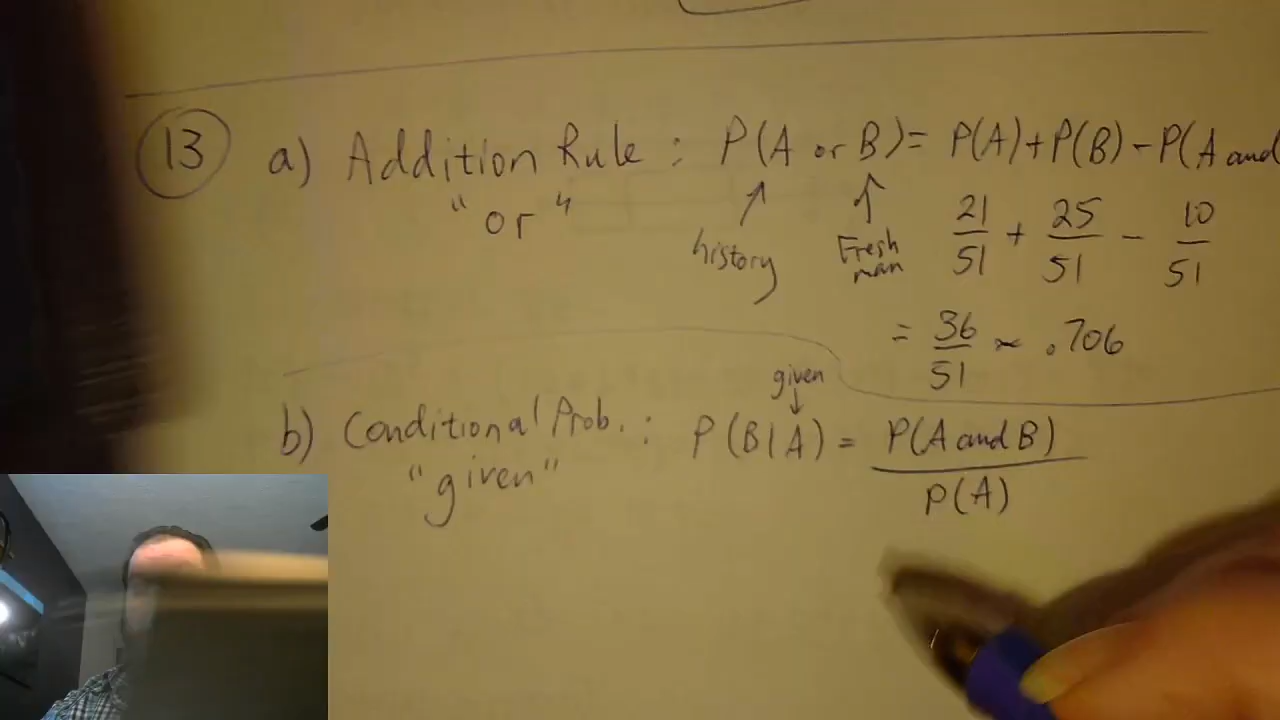 13 a) Addition Rule : P(A or B)= P(A)+P(B)-P(A and
"or"
history
Fresh
man
21/51 + 25/51 - 10/51
= 36/51 ~ .706
given
b) Conditional Prob. : P(B|A) = P(A and B)/P(A)
"given"